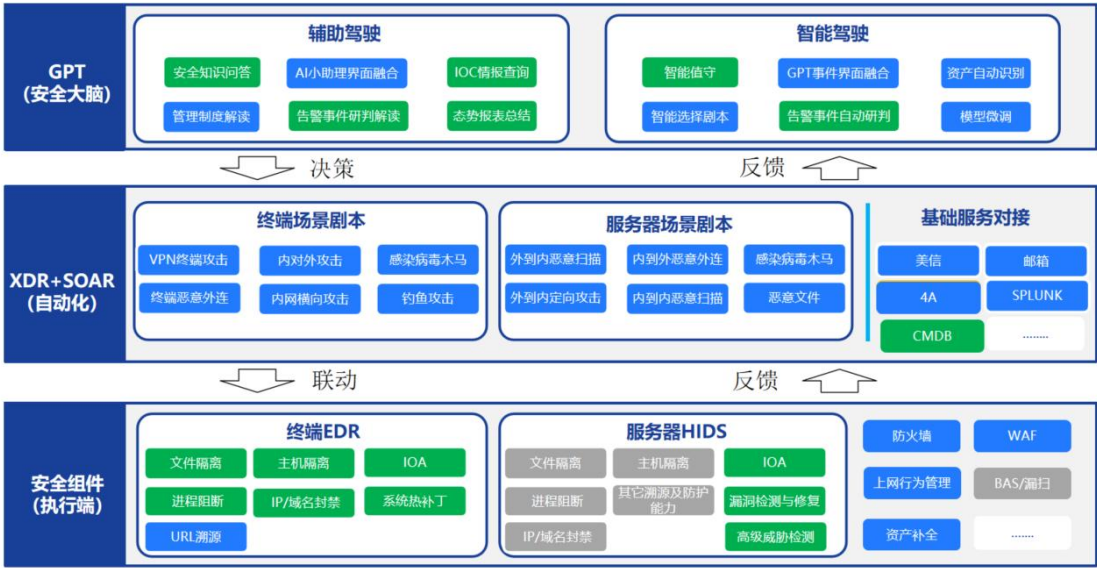 GPT
(安全大脑)
辅助驾驶
安全知识问答
AI小助理界面融合
IOC情报查询
管理制度解读
告警事件研判解读
态势报表总结
智能驾驶
智能值守
GPT事件界面融合
资产自动识别
智能选择剧本
告警事件自动研判
模型微调
决策
反馈
XDR+SOAR
(自动化)
终端场景剧本
VPN终端攻击
内对外攻击
感染病毒木马
终端恶意外连
内网横向攻击
钓鱼攻击
服务器场景剧本
外到内恶意扫描
内到外恶意外连
感染病毒木马
外到内定向攻击
内到内恶意扫描
恶意文件
基础服务对接
美信
邮箱
4A
SPLUNK
CMDB
........
联动
反馈
安全组件
(执行端)
终端EDR
文件隔离
主机隔离
IOA
进程阻断
IP/域名封禁
系统热补丁
URL溯源
服务器HIDS
文件隔离
主机隔离
IOA
进程阻断
其它溯源及防护
能力
漏洞检测与修复
IP/域名封禁
高级威胁检测
防火墙
WAF
上网行为管理
BAS/漏扫
资产补全
.......